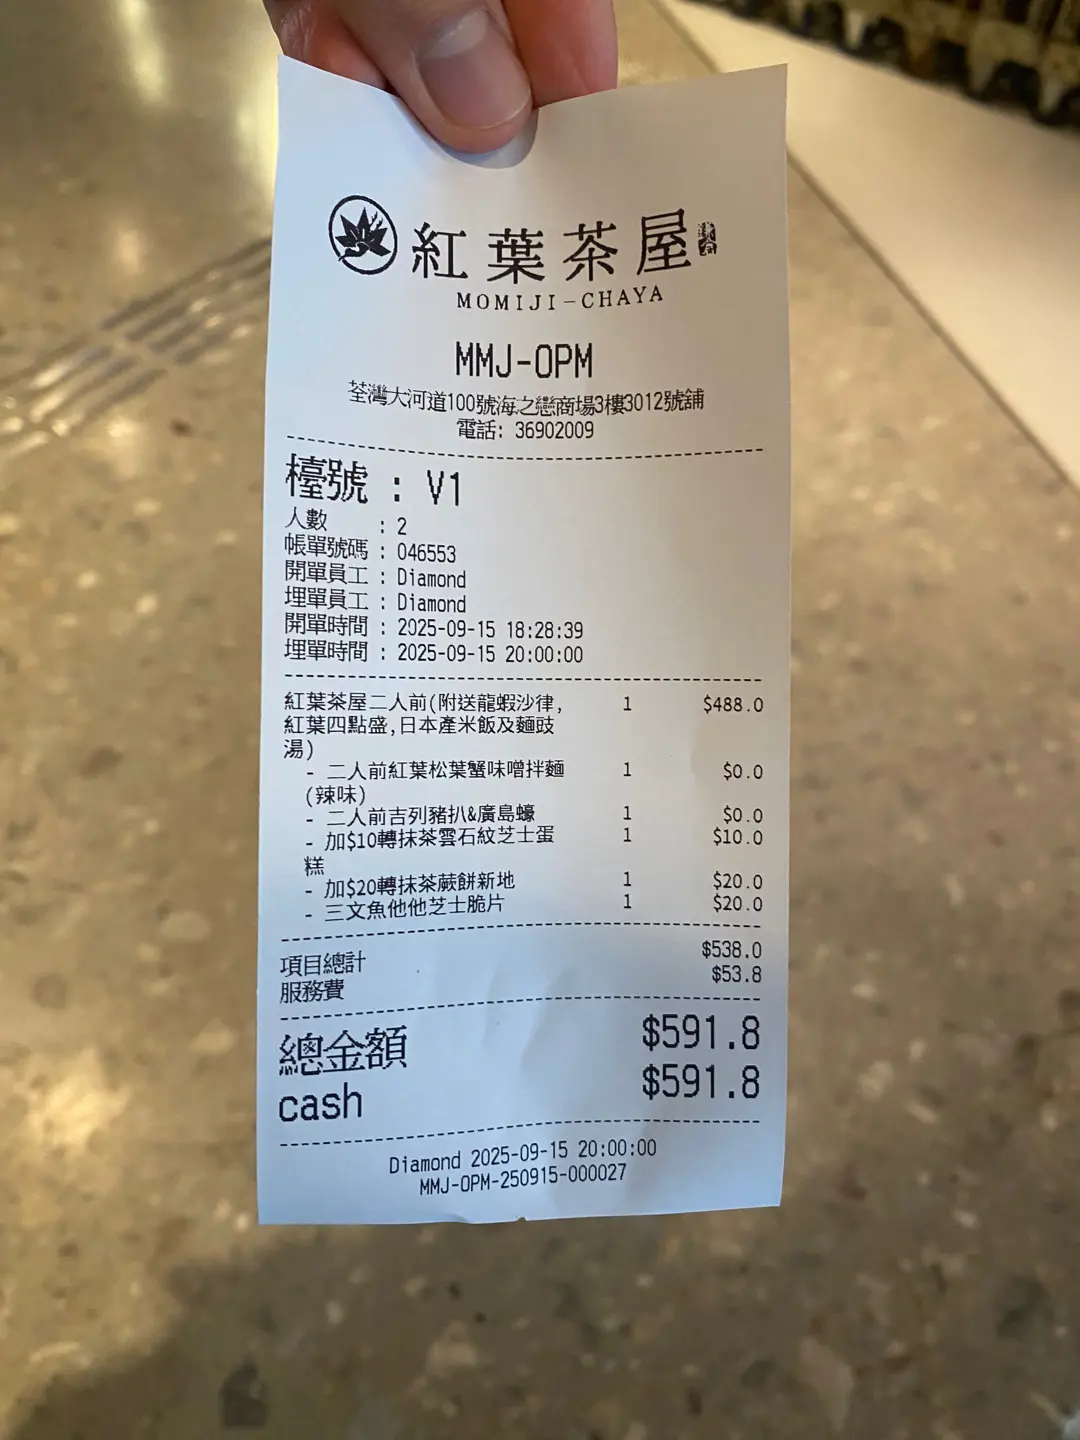 紅葉茶屋
MOMIJI-CHAYA
MMJ-OPM
荃灣大河道100號海之戀商場3樓3012號舖
電話: 36902009
檯號 : V1
人數 : 2
帳單號碼 : 046553
開單員工 : Diamond
埋單員工 : Diamond
開單時間 : 2025-09-15 18:28:39
埋單時間 : 2025-09-15 20:00:00
紅葉茶屋二人前(附送龍蝦沙律, 1 $488.0
紅葉四點盛,日本產米飯及麵豉
湯)
- 二人前紅葉松葉蟹味噌拌麵 1 $0.0
(辣味)
- 二人前吉列豬扒&廣島蠔 1 $0.0
- 加$10轉抹茶雲石紋芝士蛋 1 $10.0
糕
- 加$20轉抹茶蕨餅新地 1 $20.0
- 三文魚他他芝士脆片 1 $20.0
項目總計 $538.0
服務費 $53.8
總金額 $591.8
cash $591.8
Diamond 2025-09-15 20:00:00
MMJ-OPM-250915-000027